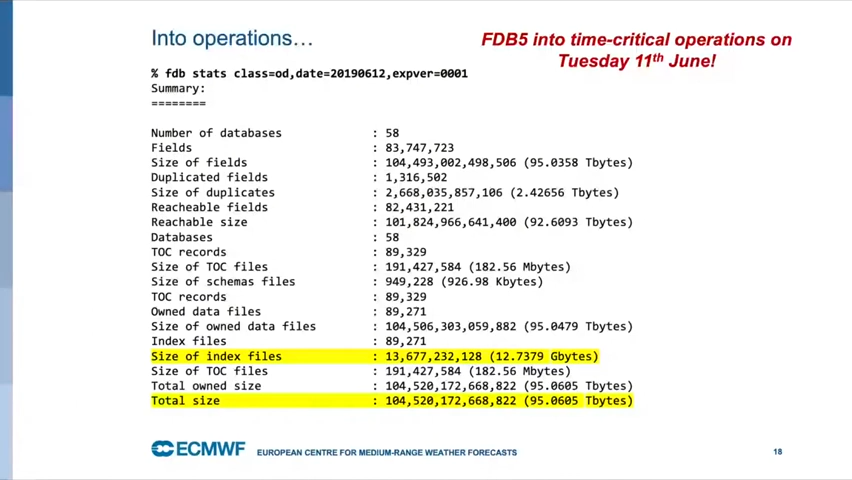 Into operations…
FDB5 into time-critical operations on
Tuesday 11th June!
% fdb stats class=od,date=20190612,expver=0001
Summary:
========
Number of databases : 58
Fields : 83,747,723
Size of fields : 104,493,002,498,506 (95.0358 Tbytes)
Duplicated fields : 1,316,502
Size of duplicates : 2,668,035,857,106 (2.42656 Tbytes)
Reacheable fields : 82,431,221
Reachable size : 101,824,966,641,400 (92.6093 Tbytes)
Databases : 58
TOC records : 89,329
Size of TOC files : 191,427,584 (182.56 Mbytes)
Size of schemas files : 949,228 (926.98 Kbytes)
TOC records : 89,329
Owned data files : 89,271
Size of owned data files : 104,506,303,059,882 (95.0479 Tbytes)
Index files : 89,271
Size of index files : 13,677,232,128 (12.7379 Gbytes)
Size of TOC files : 191,427,584 (182.56 Mbytes)
Total owned size : 104,520,172,668,822 (95.0605 Tbytes)
Total size : 104,520,172,668,822 (95.0605 Tbytes)
ECMWF EUROPEAN CENTRE FOR MEDIUM-RANGE WEATHER FORECASTS
18